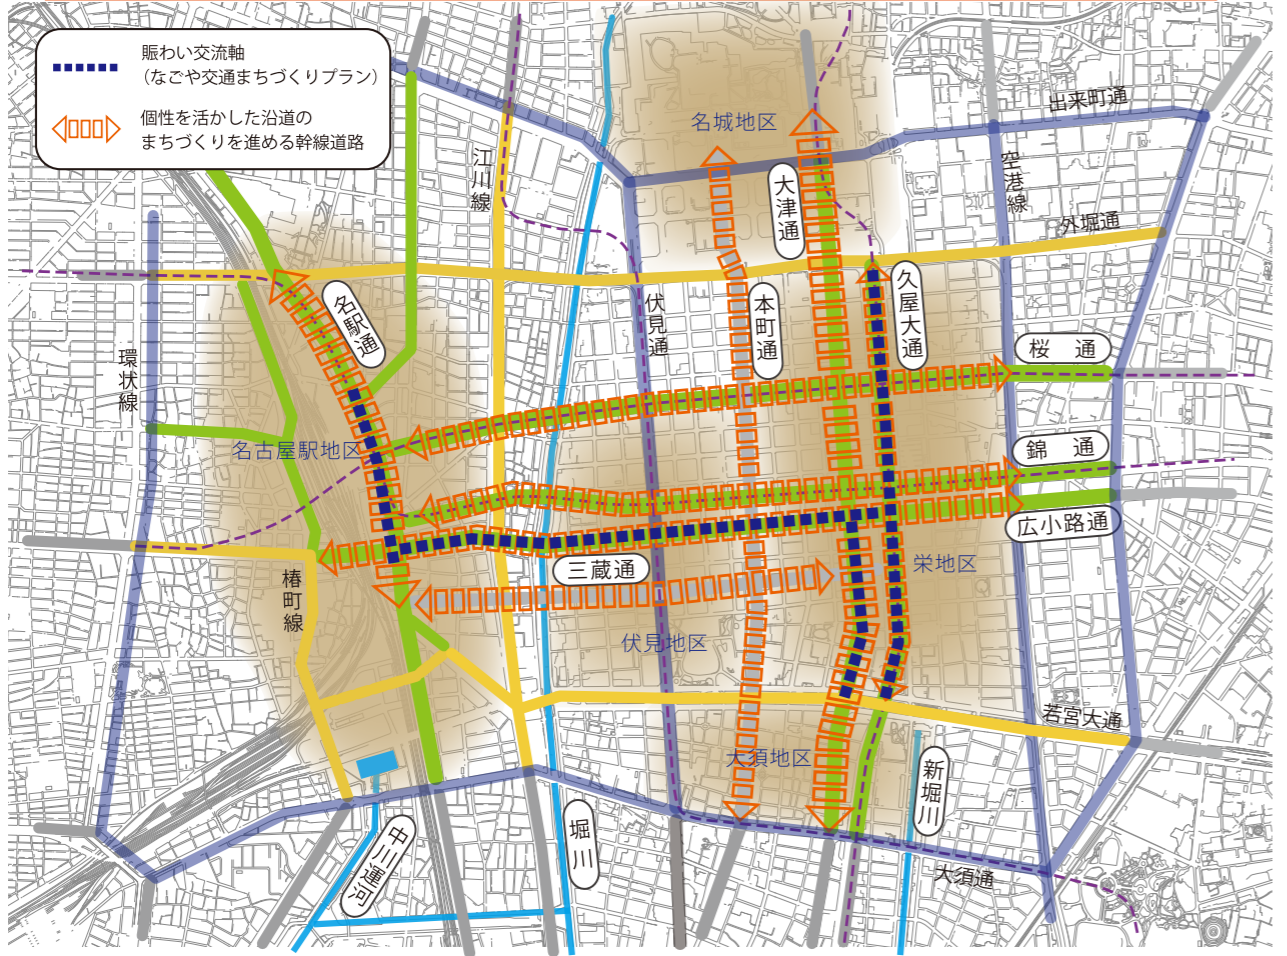 賑わい交流軸
（なごや交通まちづくりプラン）
個性を活かした沿道の
まちづくりを進める幹線道路
出来町通
名城地区
江川線
空港線
大津通
外堀通
久屋大通
名駅通
本町通
伏見通
桜　通
環状線
錦　通
名古屋駅地区
広小路通
三蔵通
栄地区
椿町線
伏見地区
若宮大通
大須地区
新堀川
堀川
中川運河
大須通